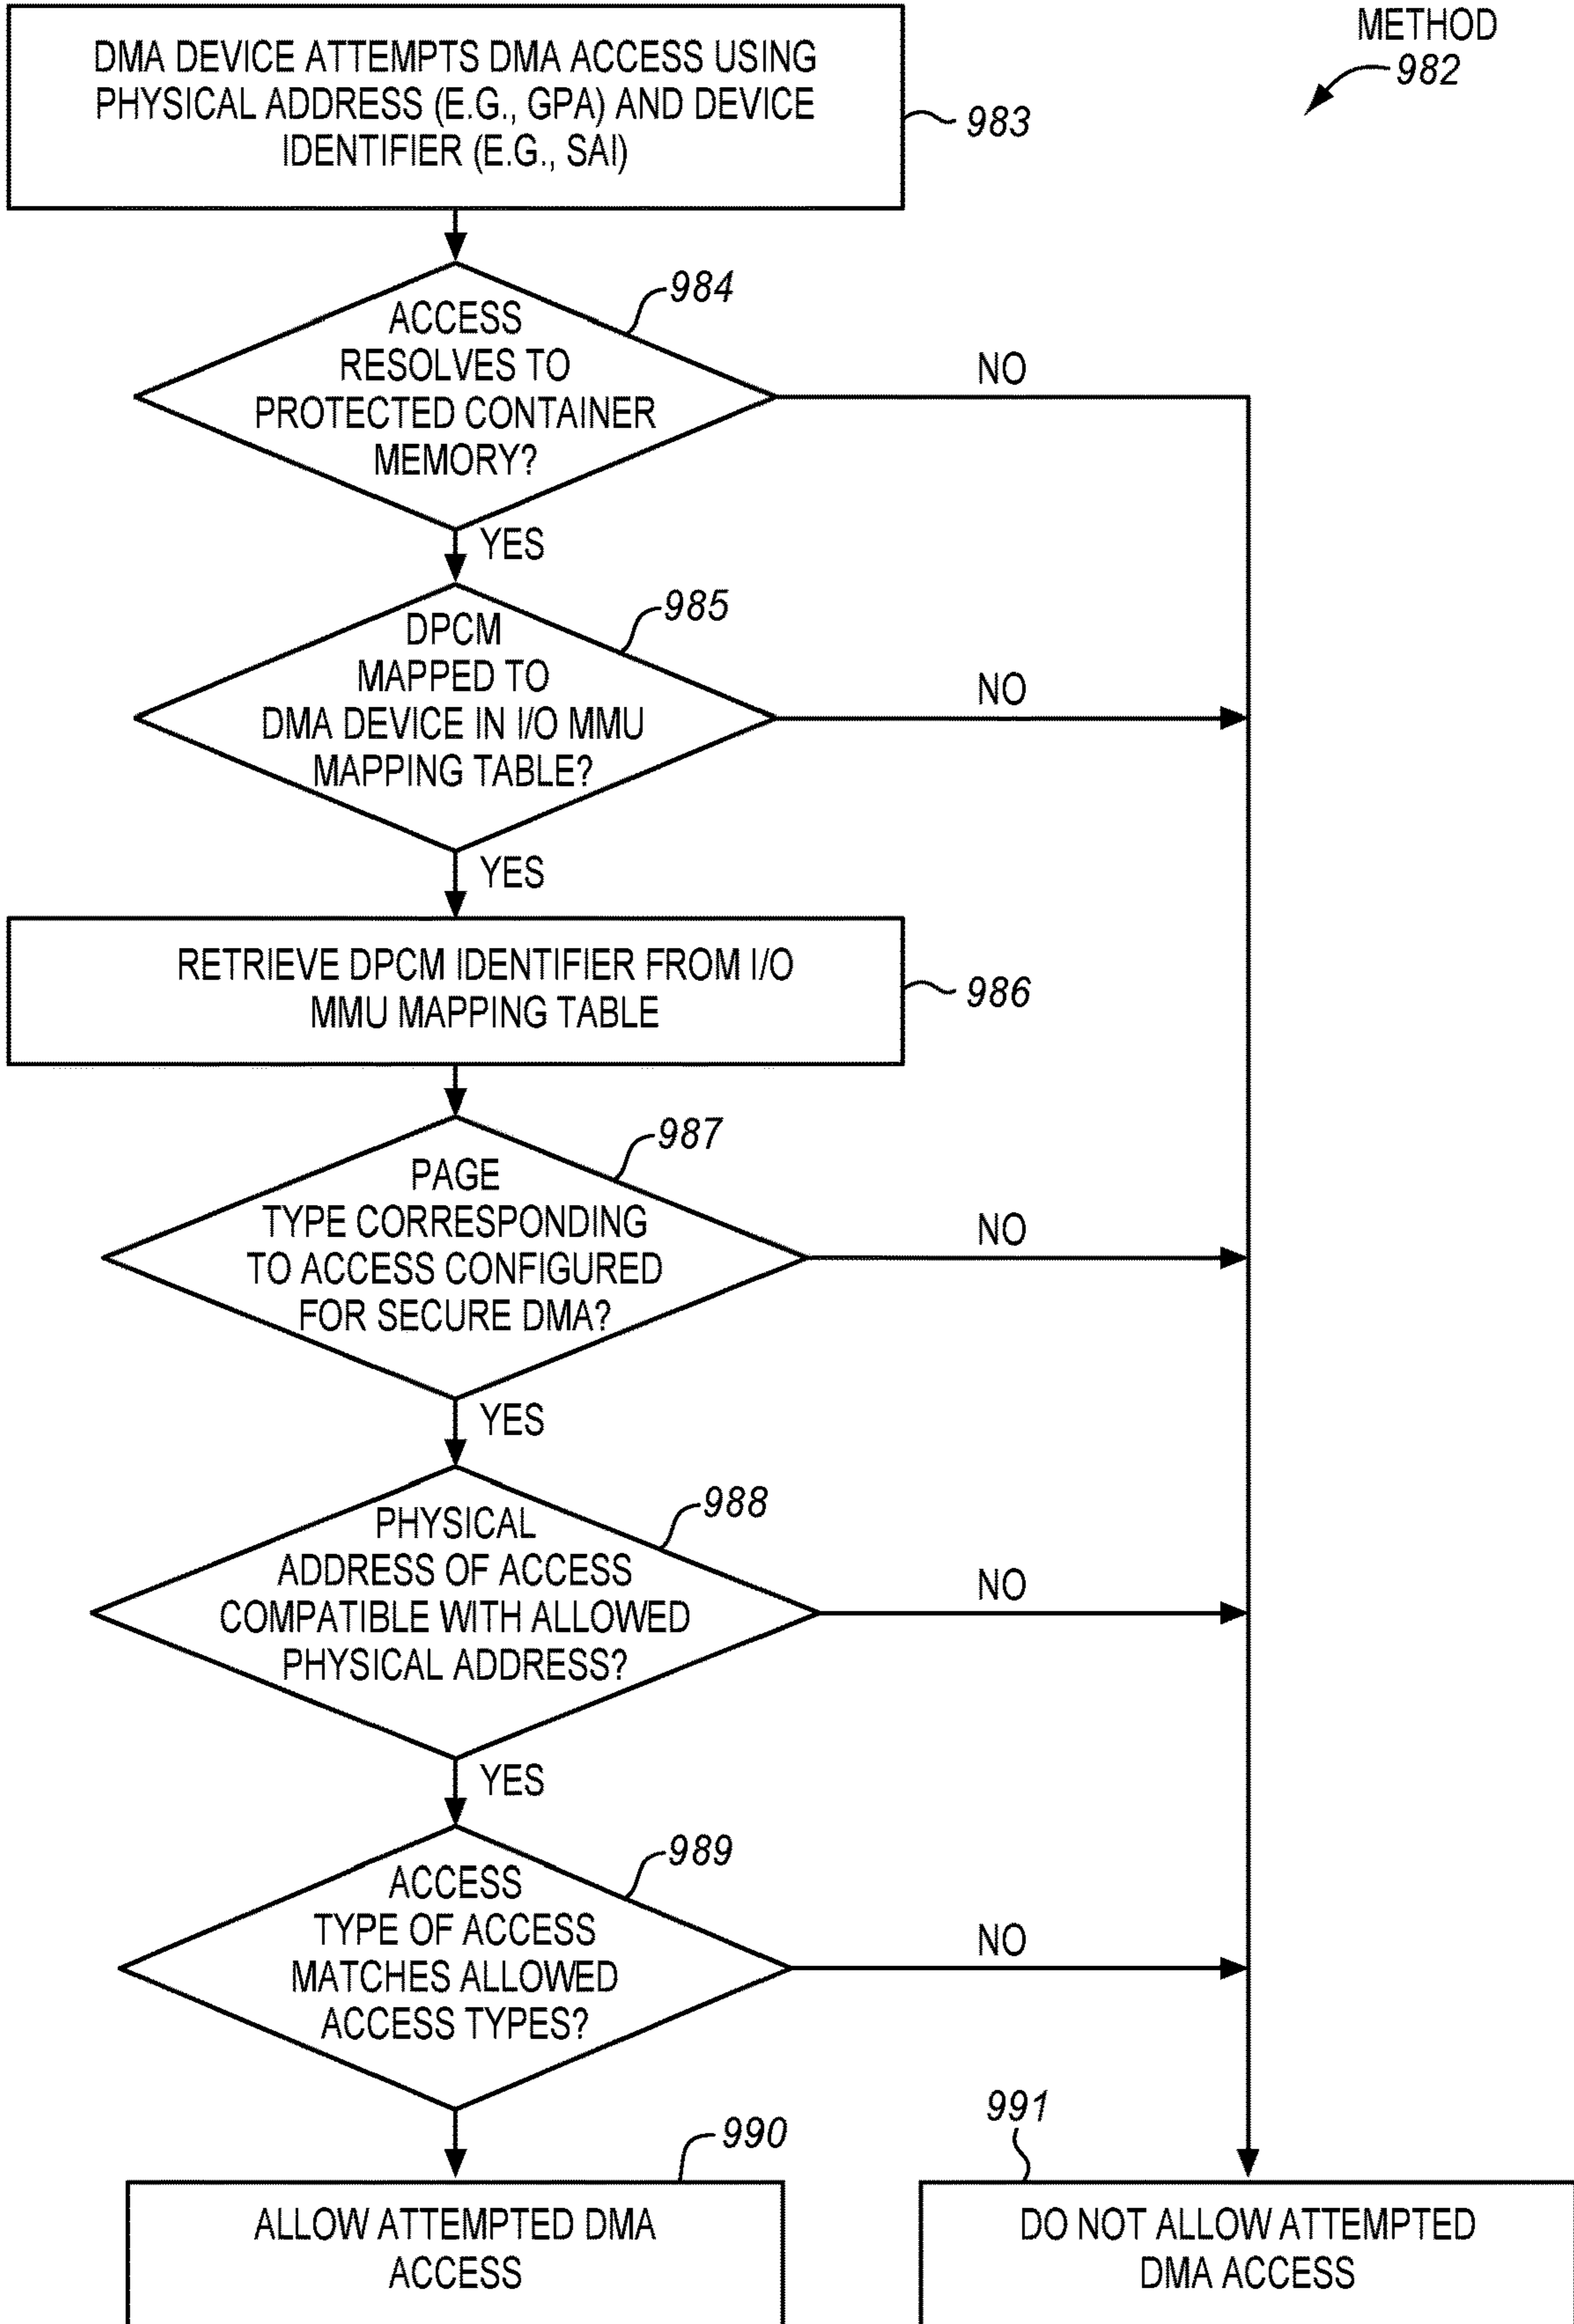 METHOD
982
DMA DEVICE ATTEMPTS DMA ACCESS USING
PHYSICAL ADDRESS (E.G., GPA) AND DEVICE
IDENTIFIER (E.G., SAI)
983
984
ACCESS
RESOLVES TO
PROTECTED CONTAINER
MEMORY?
NO
YES
985
DPCM
MAPPED TO
DMA DEVICE IN I/O MMU
MAPPING TABLE?
NO
YES
RETRIEVE DPCM IDENTIFIER FROM I/O
MMU MAPPING TABLE
986
987
PAGE
TYPE CORRESPONDING
TO ACCESS CONFIGURED
FOR SECURE DMA?
NO
YES
988
PHYSICAL
ADDRESS OF ACCESS
COMPATIBLE WITH ALLOWED
PHYSICAL ADDRESS?
NO
YES
989
ACCESS
TYPE OF ACCESS
MATCHES ALLOWED
ACCESS TYPES?
NO
990
ALLOW ATTEMPTED DMA
ACCESS
991
DO NOT ALLOW ATTEMPTED
DMA ACCESS